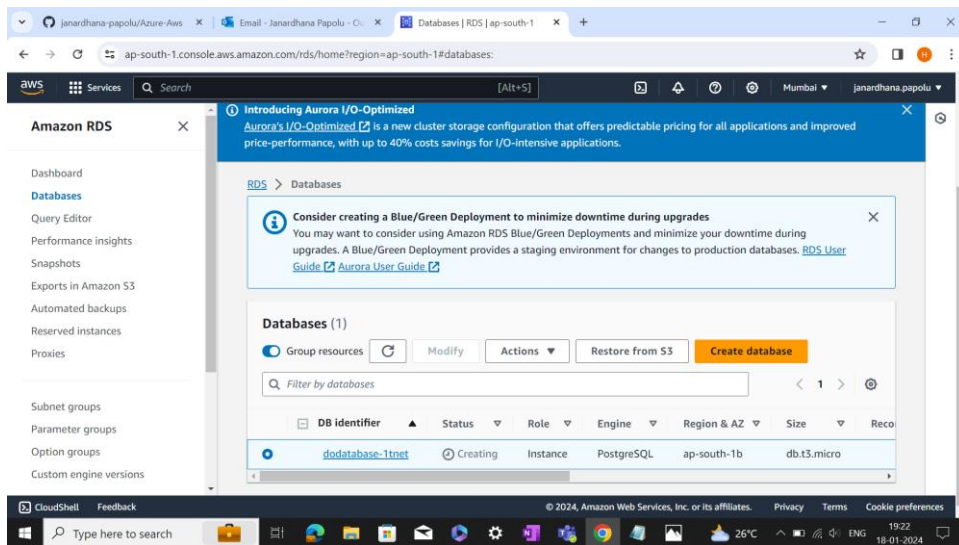 janardhana-papolu/Azure-Aws
Email - Janardhana Papolu - O
Databases | RDS | ap-south-1
ap-south-1.console.aws.amazon.com/rds/home?region=ap-south-1#databases:
H
aws
Services
Search
[Alt+S]
Mumbai
janardhana.papolu
Amazon RDS
Dashboard
Databases
Query Editor
Performance insights
Snapshots
Exports in Amazon S3
Automated backups
Reserved instances
Proxies
Subnet groups
Parameter groups
Option groups
Custom engine versions
Introducing Aurora I/O-Optimized
Aurora's I/O-Optimized is a new cluster storage configuration that offers predictable pricing for all applications and improved
price-performance, with up to 40% costs savings for I/O-intensive applications.
RDS > Databases
Consider creating a Blue/Green Deployment to minimize downtime during upgrades
You may want to consider using Amazon RDS Blue/Green Deployments and minimize your downtime during
upgrades. A Blue/Green Deployment provides a staging environment for changes to production databases. RDS User
Guide Aurora User Guide
Databases (1)
Group resources
Modify
Actions
Restore from S3
Create database
Filter by databases
1
DB identifier Status Role Engine Region & AZ Size Reco
dodatabase-1tnet Creating Instance PostgreSQL ap-south-1b db.t3.micro
CloudShell
Feedback
© 2024, Amazon Web Services, Inc. or its affiliates.
Privacy
Terms
Cookie preferences
Type here to search
26°C
ENG
19:22
18-01-2024